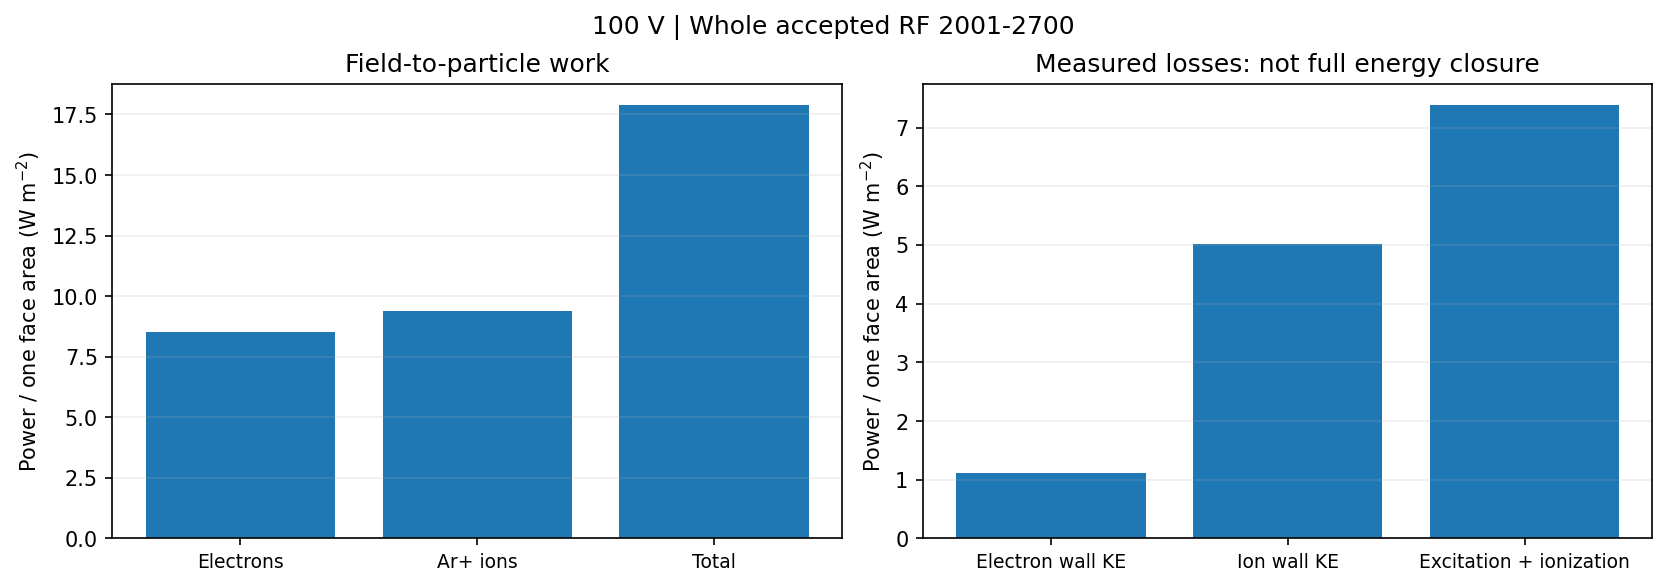 100 V | Whole accepted RF 2001-2700
Field-to-particle work
Power / one face area (W m⁻²)
17.5
15.0
12.5
10.0
7.5
5.0
2.5
0.0
Electrons
Ar+ ions
Total
Measured losses: not full energy closure
Power / one face area (W m⁻²)
7
6
5
4
3
2
1
0
Electron wall KE
Ion wall KE
Excitation + ionization